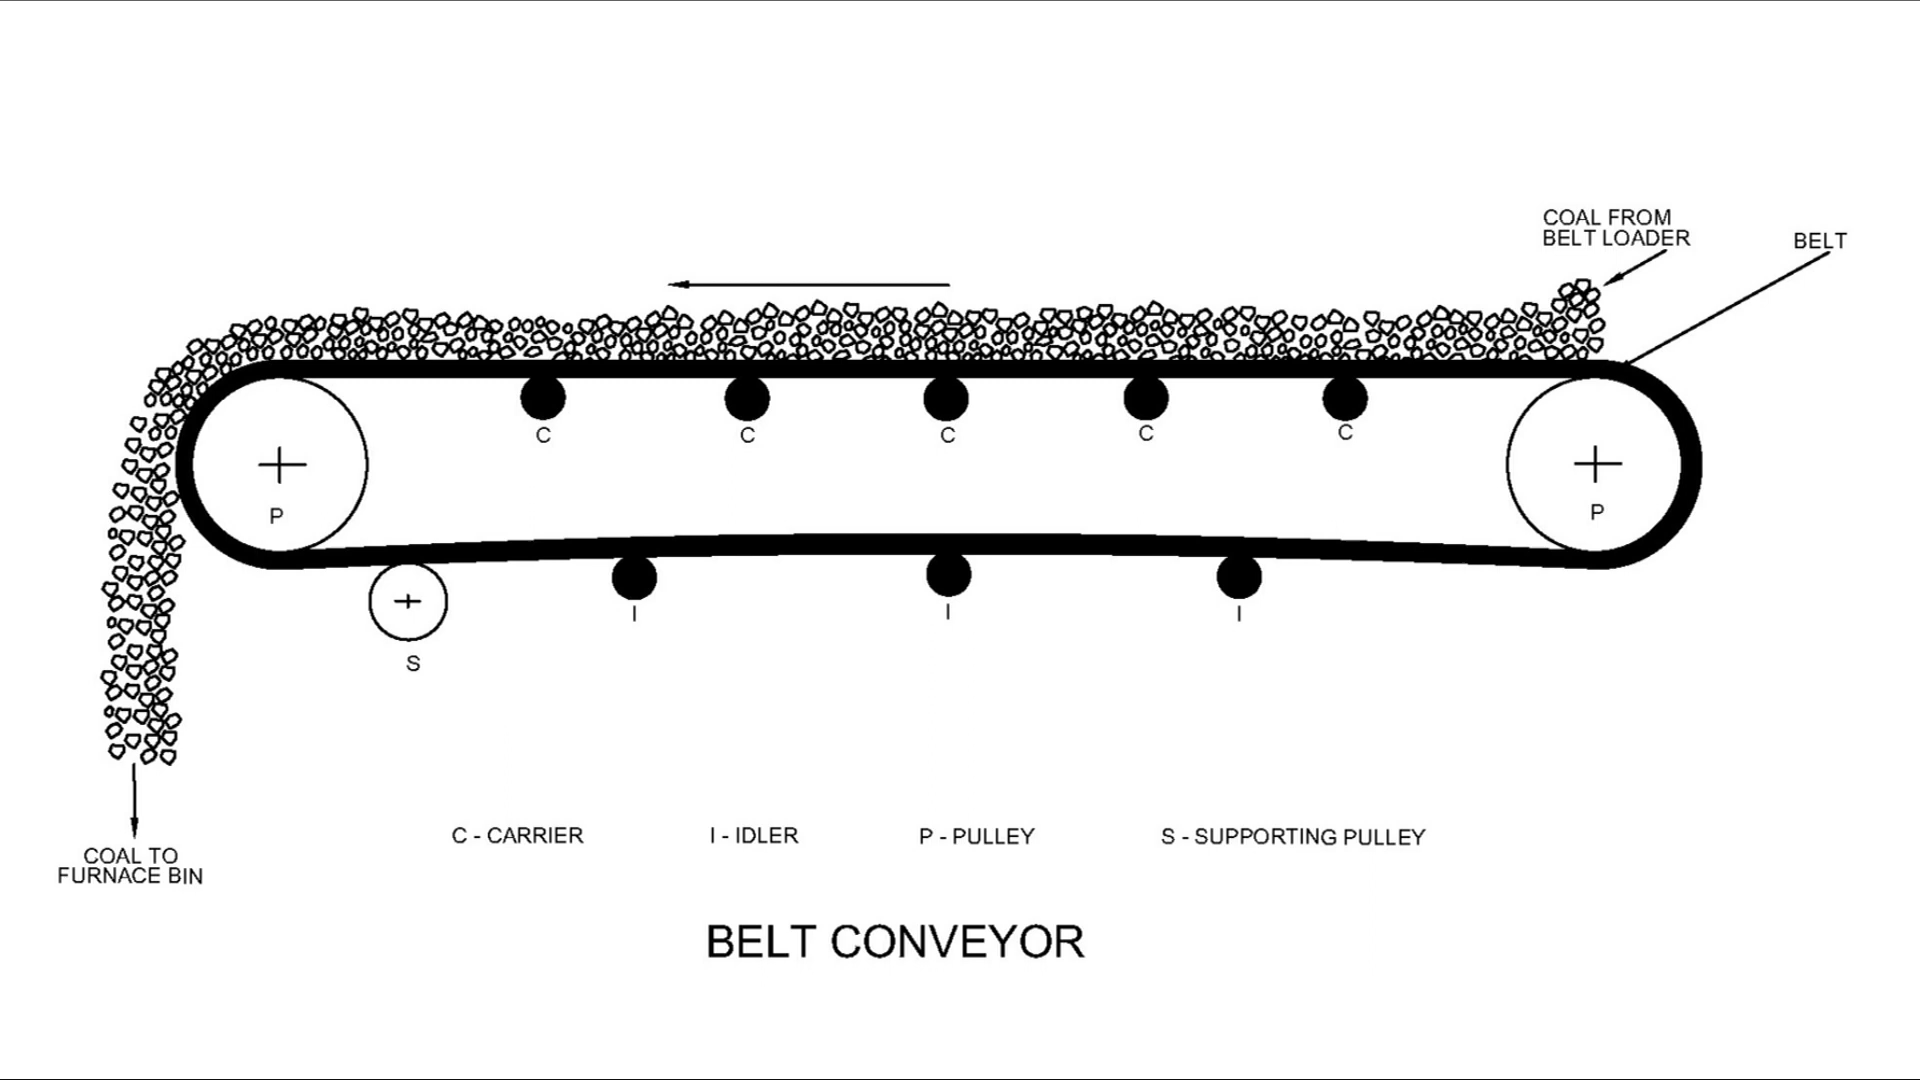 COAL FROM
BELT LOADER
BELT
C
C
C
C
C
P
P
I
I
I
S
C - CARRIER
I - IDLER
P - PULLEY
S - SUPPORTING PULLEY
COAL TO
FURNACE BIN
BELT CONVEYOR